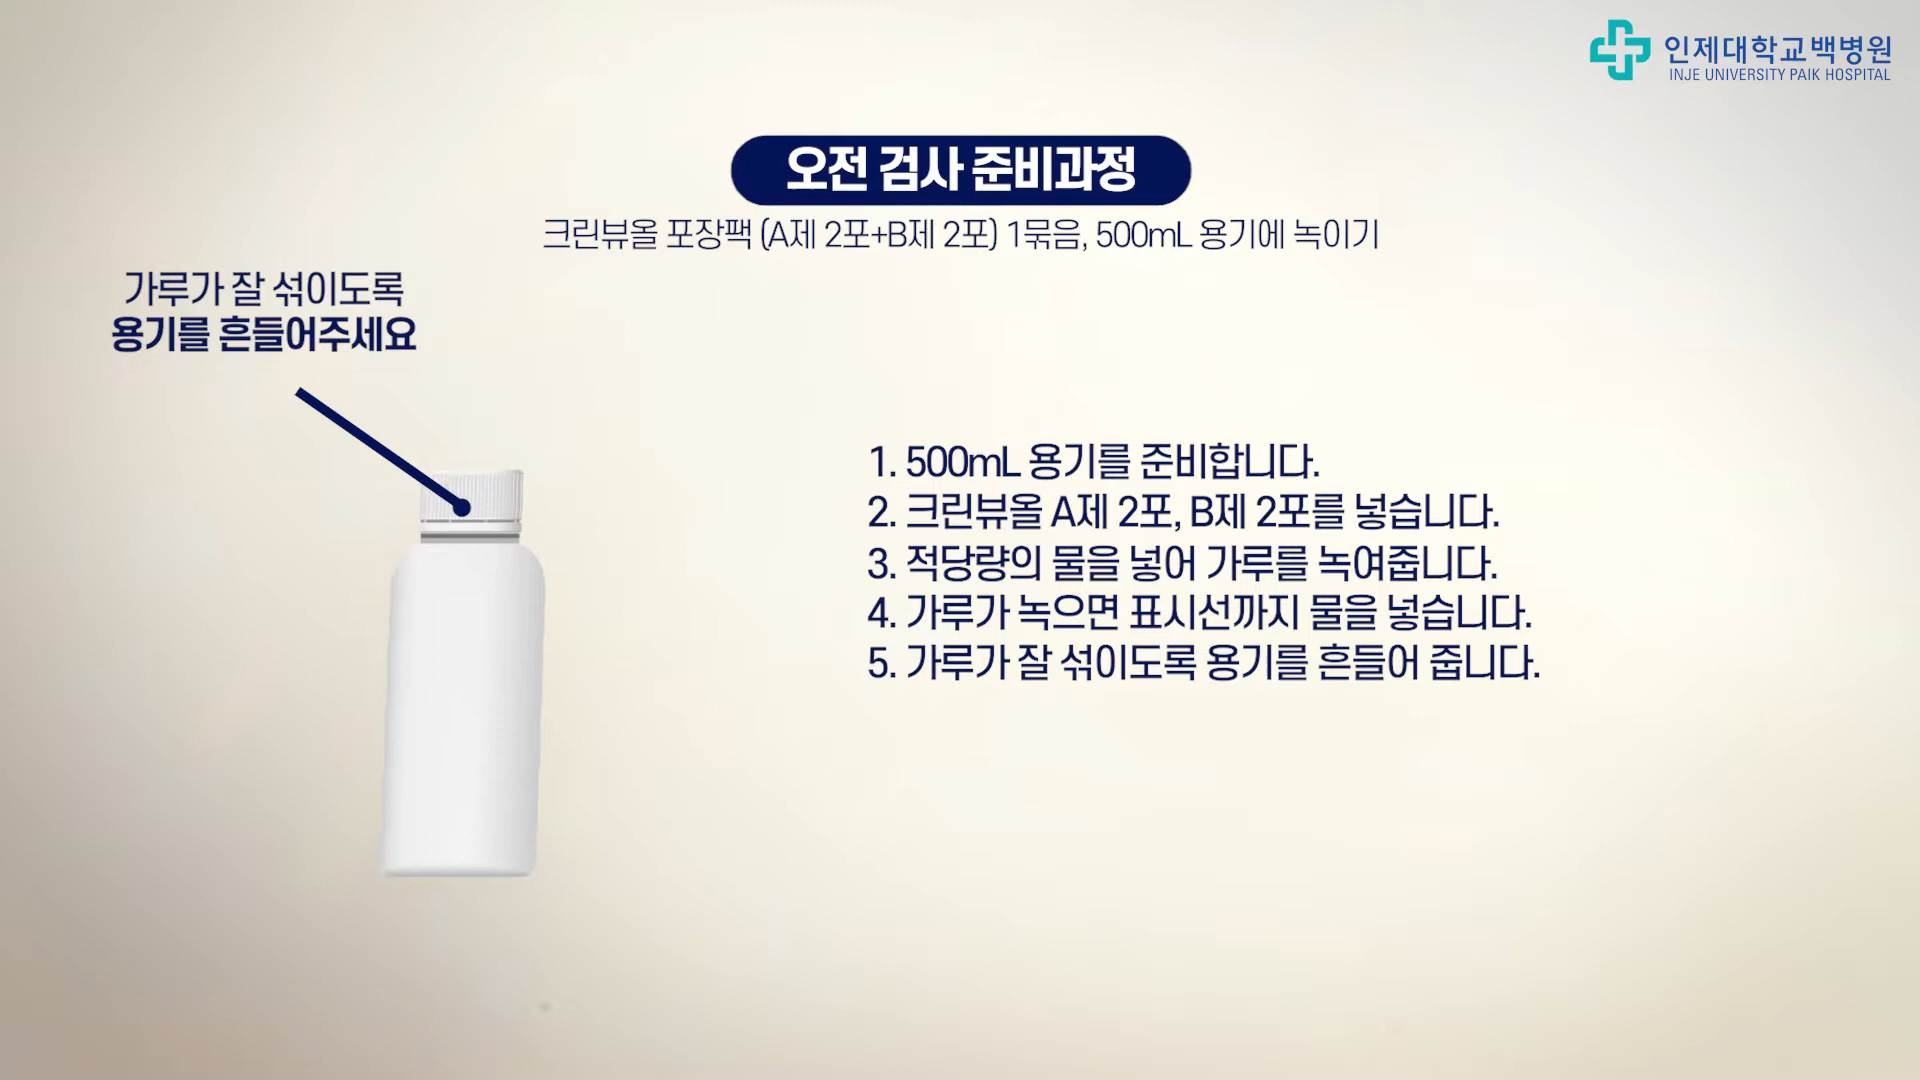 인제대학교백병원
INJE UNIVERSITY PAIK HOSPITAL
오전 검사 준비과정
크린뷰올 포장팩 (A제 2포+B제 2포) 1묶음, 500mL 용기에 녹이기
가루가 잘 섞이도록
용기를 흔들어주세요
1. 500mL 용기를 준비합니다.
2. 크린뷰올 A제 2포, B제 2포를 넣습니다.
3. 적당량의 물을 넣어 가루를 녹여줍니다.
4. 가루가 녹으면 표시선까지 물을 넣습니다.
5. 가루가 잘 섞이도록 용기를 흔들어 줍니다.